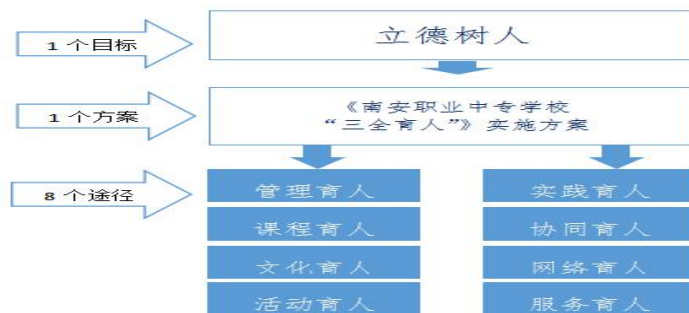 1个目标
立德树人
1个方案
《南安职业中专学校
“三全育人”》实施方案
8个途径
管理育人
实践育人
课程育人
协同育人
文化育人
网络育人
活动育人
服务育人